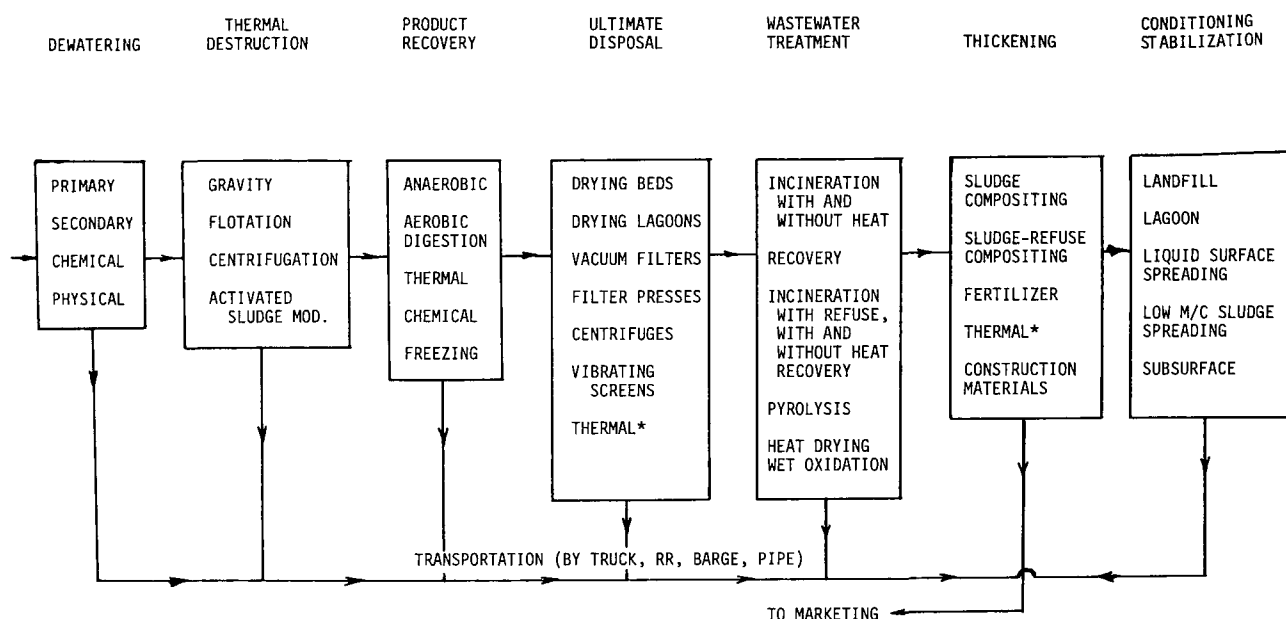 DEWATERING
THERMAL
DESTRUCTION
PRODUCT
RECOVERY
ULTIMATE
DISPOSAL
WASTEWATER
TREATMENT
THICKENING
CONDITIONING
STABILIZATION
PRIMARY
SECONDARY
CHEMICAL
PHYSICAL
GRAVITY
FLOTATION
CENTRIFUGATION
ACTIVATED
SLUDGE MOD.
ANAEROBIC
AEROBIC
DIGESTION
THERMAL
CHEMICAL
FREEZING
DRYING BEDS
DRYING LAGOONS
VACUUM FILTERS
FILTER PRESSES
CENTRIFUGES
VIBRATING
SCREENS
THERMAL*
INCINERATION
WITH AND
WITHOUT HEAT
RECOVERY
INCINERATION
WITH REFUSE,
WITH AND
WITHOUT HEAT
RECOVERY
PYROLYSIS
HEAT DRYING
WET OXIDATION
SLUDGE
COMPOSTING
SLUDGE-REFUSE
COMPOSTING
FERTILIZER
THERMAL*
CONSTRUCTION
MATERIALS
LANDFILL
LAGOON
LIQUID SURFACE
SPREADING
LOW M/C SLUDGE
SPREADING
SUBSURFACE
TRANSPORTATION (BY TRUCK, RR, BARGE, PIPE)
TO MARKETING